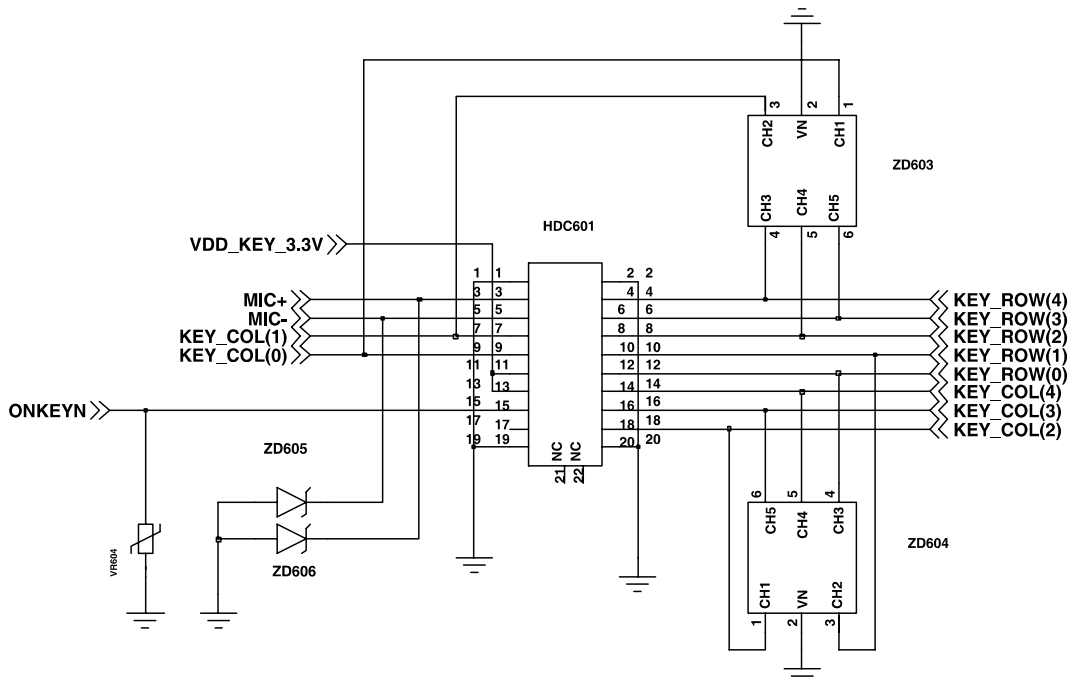 3 2 1
CH2 VN CH1
ZD603
CH3 CH4 CH5
4 5 6
HDC601
VDD_KEY_3.3V
1 1 2 2
MIC+ 3 3 4 4 KEY_ROW(4)
MIC- 5 5 6 6 KEY_ROW(3)
KEY_COL(1) 7 7 8 8 KEY_ROW(2)
KEY_COL(0) 9 9 10 10 KEY_ROW(1)
11 11 12 12 KEY_ROW(0)
13 13 14 14 KEY_COL(4)
ONKEYN 15 15 16 16 KEY_COL(3)
17 17 18 18 KEY_COL(2)
19 19 20 20
NC NC
21 22
ZD605
6 5 4
CH5 CH4 CH3
VR604
ZD606
ZD604
CH1 VN CH2
1 2 3